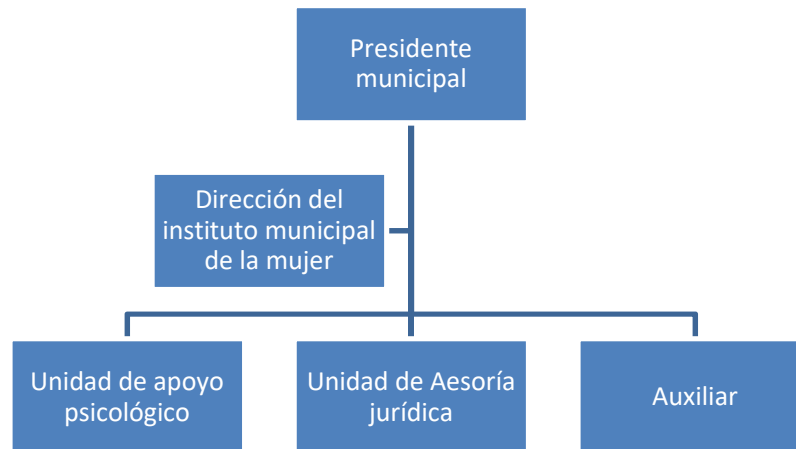 Presidente
municipal
Dirección del
instituto municipal
de la mujer
Unidad de apoyo
psicológico
Unidad de Aesoría
jurídica
Auxiliar